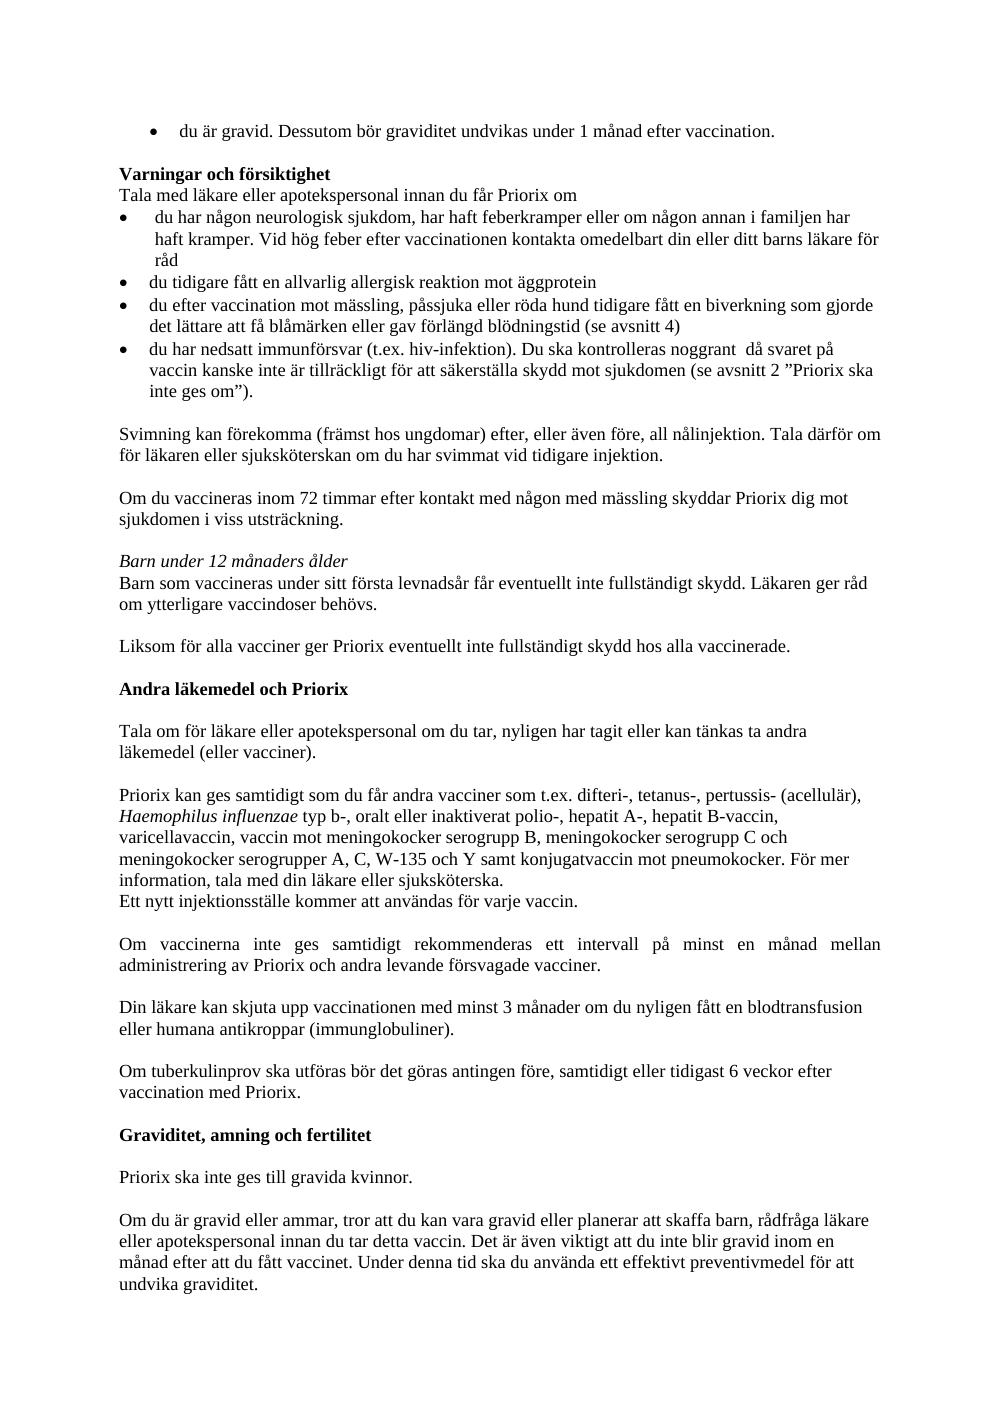 • du är gravid. Dessutom bör graviditet undvikas under 1 månad efter vaccination.
Varningar och försiktighet
Tala med läkare eller apotekspersonal innan du får Priorix om
• du har någon neurologisk sjukdom, har haft feberkramper eller om någon annan i familjen har
haft kramper. Vid hög feber efter vaccinationen kontakta omedelbart din eller ditt barns läkare för
råd
• du tidigare fått en allvarlig allergisk reaktion mot äggprotein
• du efter vaccination mot mässling, påssjuka eller röda hund tidigare fått en biverkning som gjorde
det lättare att få blåmärken eller gav förlängd blödningstid (se avsnitt 4)
• du har nedsatt immunförsvar (t.ex. hiv-infektion). Du ska kontrolleras noggrant  då svaret på
vaccin kanske inte är tillräckligt för att säkerställa skydd mot sjukdomen (se avsnitt 2 ”Priorix ska
inte ges om”).
Svimning kan förekomma (främst hos ungdomar) efter, eller även före, all nålinjektion. Tala därför om
för läkaren eller sjuksköterskan om du har svimmat vid tidigare injektion.
Om du vaccineras inom 72 timmar efter kontakt med någon med mässling skyddar Priorix dig mot
sjukdomen i viss utsträckning.
Barn under 12 månaders ålder
Barn som vaccineras under sitt första levnadsår får eventuellt inte fullständigt skydd. Läkaren ger råd
om ytterligare vaccindoser behövs.
Liksom för alla vacciner ger Priorix eventuellt inte fullständigt skydd hos alla vaccinerade.
Andra läkemedel och Priorix
Tala om för läkare eller apotekspersonal om du tar, nyligen har tagit eller kan tänkas ta andra
läkemedel (eller vacciner).
Priorix kan ges samtidigt som du får andra vacciner som t.ex. difteri-, tetanus-, pertussis- (acellulär),
Haemophilus influenzae typ b-, oralt eller inaktiverat polio-, hepatit A-, hepatit B-vaccin,
varicellavaccin, vaccin mot meningokocker serogrupp B, meningokocker serogrupp C och
meningokocker serogrupper A, C, W-135 och Y samt konjugatvaccin mot pneumokocker. För mer
information, tala med din läkare eller sjuksköterska.
Ett nytt injektionsställe kommer att användas för varje vaccin.
Om vaccinerna inte ges samtidigt rekommenderas ett intervall på minst en månad mellan
administrering av Priorix och andra levande försvagade vacciner.
Din läkare kan skjuta upp vaccinationen med minst 3 månader om du nyligen fått en blodtransfusion
eller humana antikroppar (immunglobuliner).
Om tuberkulinprov ska utföras bör det göras antingen före, samtidigt eller tidigast 6 veckor efter
vaccination med Priorix.
Graviditet, amning och fertilitet
Priorix ska inte ges till gravida kvinnor.
Om du är gravid eller ammar, tror att du kan vara gravid eller planerar att skaffa barn, rådfråga läkare
eller apotekspersonal innan du tar detta vaccin. Det är även viktigt att du inte blir gravid inom en
månad efter att du fått vaccinet. Under denna tid ska du använda ett effektivt preventivmedel för att
undvika graviditet.